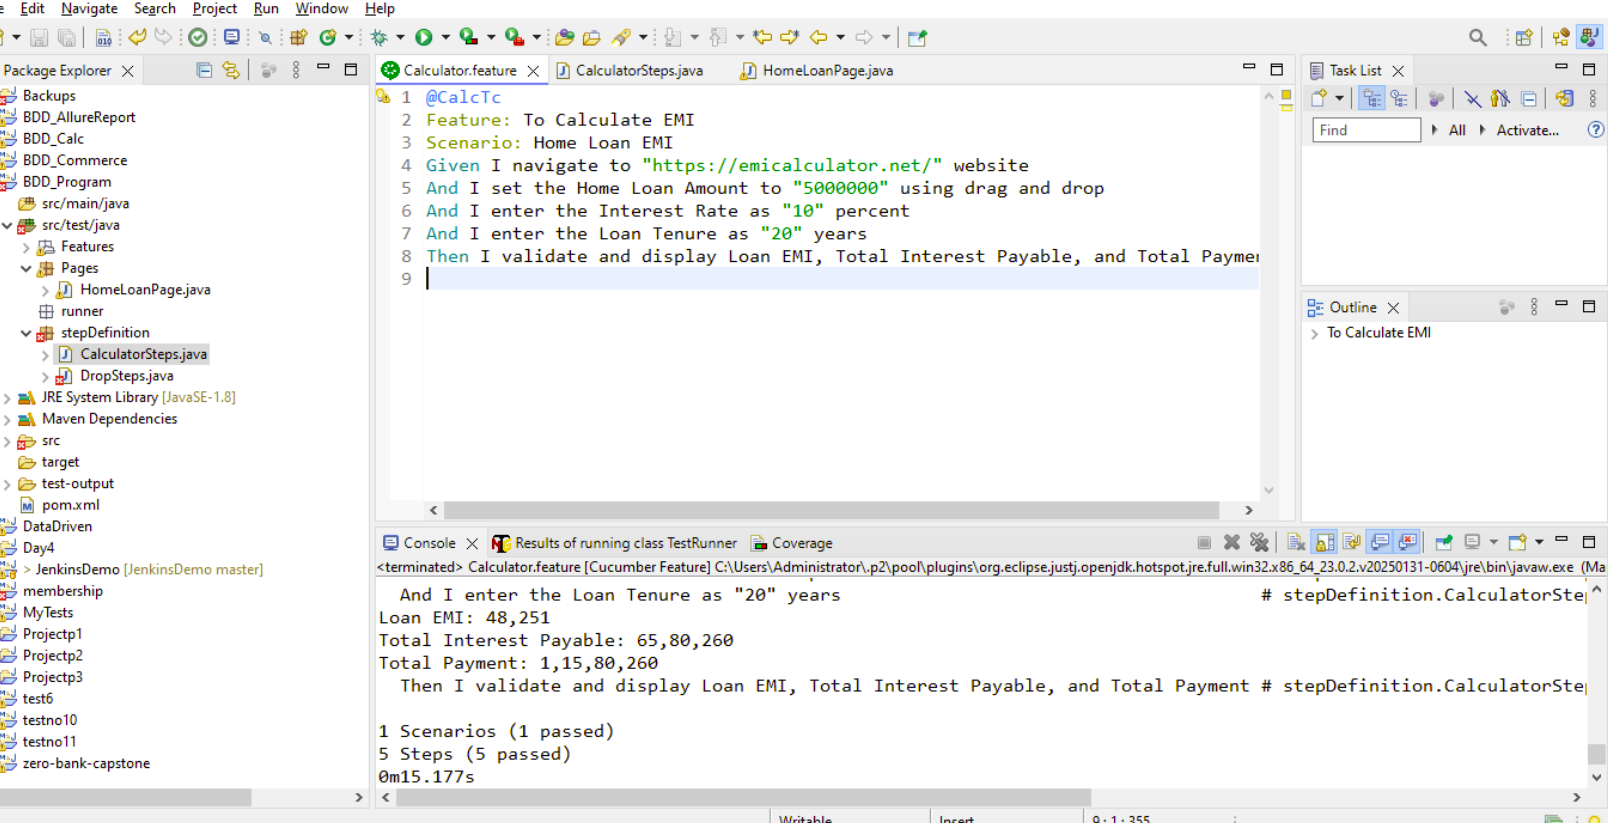 Edit Navigate Search Project Run Window Help
Package Explorer
Backups
BDD_AllureReport
BDD_Calc
BDD_Commerce
BDD_Program
src/main/java
src/test/java
Features
Pages
HomeLoanPage.java
runner
stepDefinition
CalculatorSteps.java
DropSteps.java
JRE System Library [JavaSE-1.8]
Maven Dependencies
src
target
test-output
pom.xml
DataDriven
Day4
> JenkinsDemo [JenkinsDemo master]
membership
MyTests
Projectp1
Projectp2
Projectp3
test6
testno10
testno11
zero-bank-capstone
Calculator.feature CalculatorSteps.java HomeLoanPage.java
1 @CalcTc
2 Feature: To Calculate EMI
3 Scenario: Home Loan EMI
4 Given I navigate to "https://emicalculator.net/" website
5 And I set the Home Loan Amount to "5000000" using drag and drop
6 And I enter the Interest Rate as "10" percent
7 And I enter the Loan Tenure as "20" years
8 Then I validate and display Loan EMI, Total Interest Payable, and Total Paymen
9
Task List
Find All Activate...
Outline
To Calculate EMI
Console Results of running class TestRunner Coverage
<terminated> Calculator.feature [Cucumber Feature] C:\Users\Administrator\.p2\pool\plugins\org.eclipse.justj.openjdk.hotspot.jre.full.win32.x86_64_23.0.2.v20250131-0604\jre\bin\javaw.exe (Ma
And I enter the Loan Tenure as "20" years # stepDefinition.CalculatorSte
Loan EMI: 48,251
Total Interest Payable: 65,80,260
Total Payment: 1,15,80,260
Then I validate and display Loan EMI, Total Interest Payable, and Total Payment # stepDefinition.CalculatorSte
1 Scenarios (1 passed)
5 Steps (5 passed)
0m15.177s
Writable Insert 9 : 1 : 355